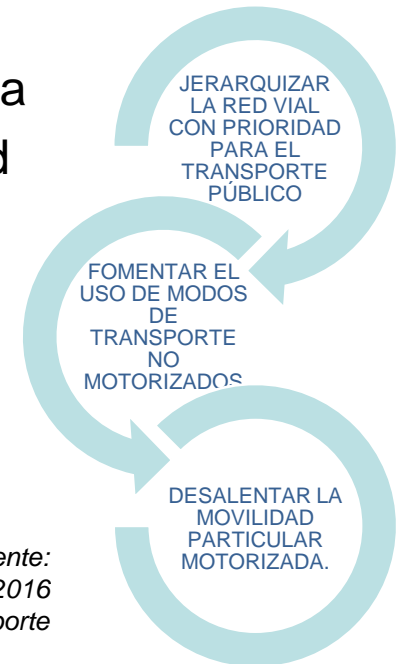 a
d
JERARQUIZAR
LA RED VIAL
CON PRIORIDAD
PARA EL
TRANSPORTE
PÚBLICO
FOMENTAR EL
USO DE MODOS
DE
TRANSPORTE
NO
MOTORIZADOS
DESALENTAR LA
MOVILIDAD
PARTICULAR
MOTORIZADA.
ente:
2016
porte